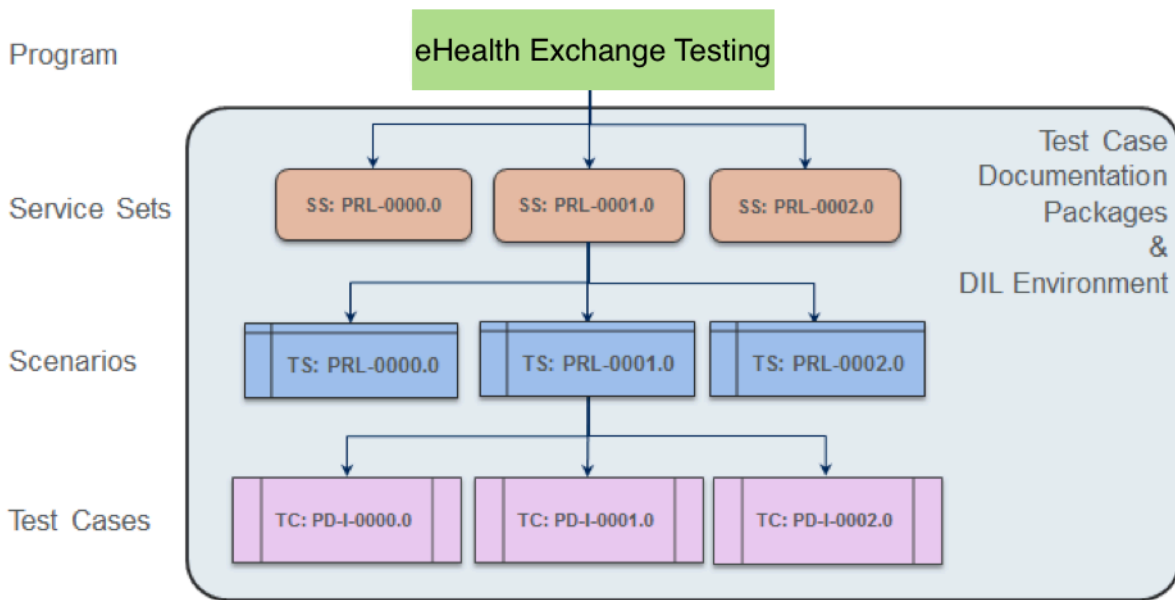 Program
eHealth Exchange Testing
Test Case
Documentation
Packages
&
DIL Environment
Service Sets
SS: PRL-0000.0
SS: PRL-0001.0
SS: PRL-0002.0
Scenarios
TS: PRL-0000.0
TS: PRL-0001.0
TS: PRL-0002.0
Test Cases
TC: PD-I-0000.0
TC: PD-I-0001.0
TC: PD-I-0002.0